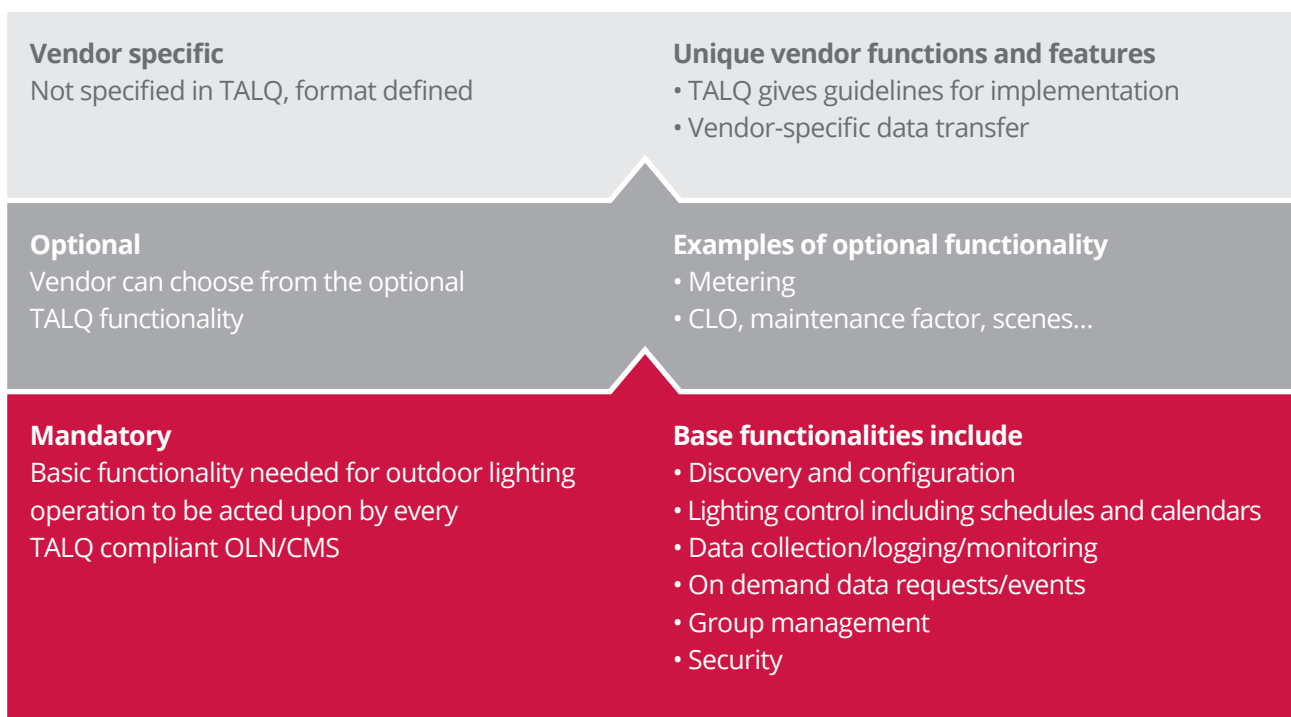 Vendor specific
Not specified in TALQ, format defined
Unique vendor functions and features
• TALQ gives guidelines for implementation
• Vendor-specific data transfer
Optional
Vendor can choose from the optional
TALQ functionality
Examples of optional functionality
• Metering
• CLO, maintenance factor, scenes...
Mandatory
Basic functionality needed for outdoor lighting
operation to be acted upon by every
TALQ compliant OLN/CMS
Base functionalities include
• Discovery and configuration
• Lighting control including schedules and calendars
• Data collection/logging/monitoring
• On demand data requests/events
• Group management
• Security